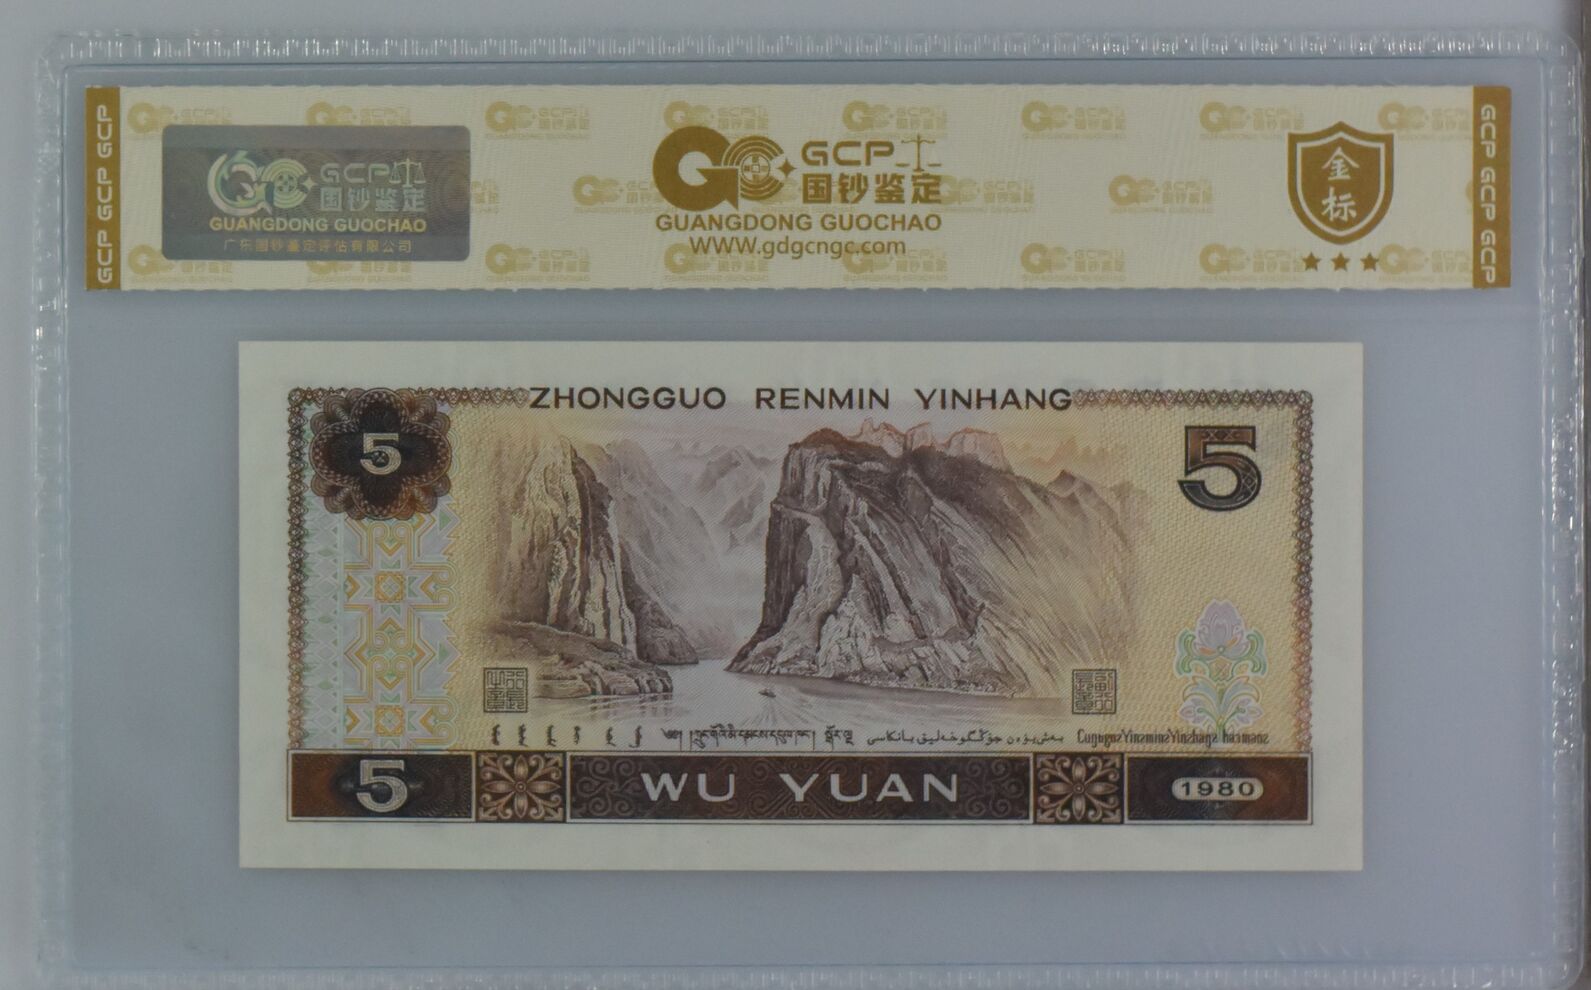 GCP GCP GCP
GCP
国钞鉴定
GUANGDONG GUOCHAO
广东国钞鉴定评估有限公司
GCP
国钞鉴定
GUANGDONG GUOCHAO
WWW.gdgcngc.com
金标
GCP GCP GCP
ZHONGGUO RENMIN YINHANG
5
5
5
WU YUAN
1980